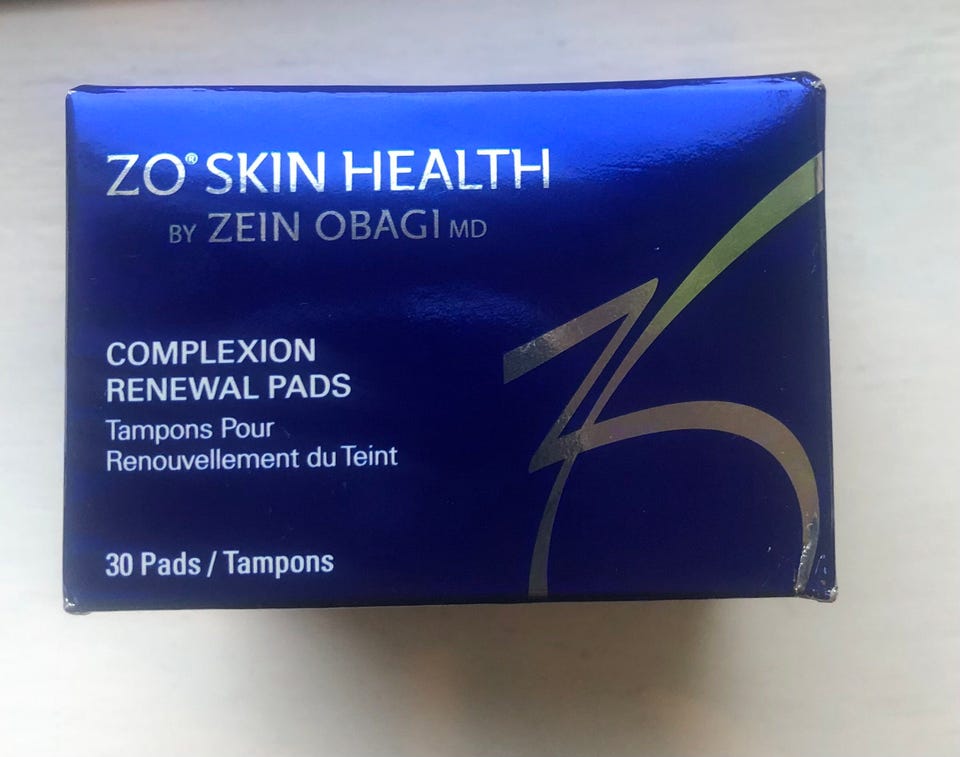 ZO® SKIN HEALTH
BY ZEIN OBAGI MD
COMPLEXION
RENEWAL PADS
Tampons Pour
Renouvellement du Teint
30 Pads / Tampons